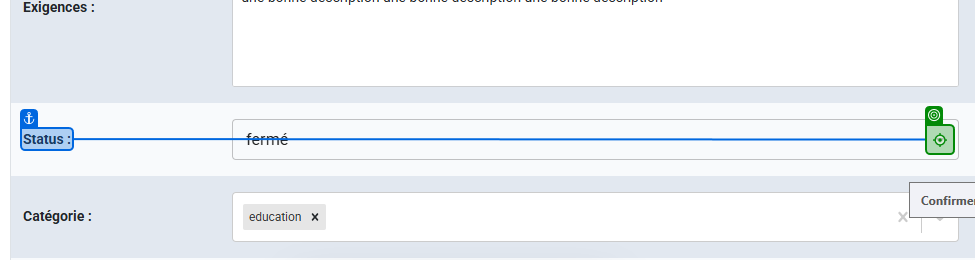 une bonne description une bonne description une bonne description
Exigences :
Status : fermé
Confirmer
Catégorie : education ×